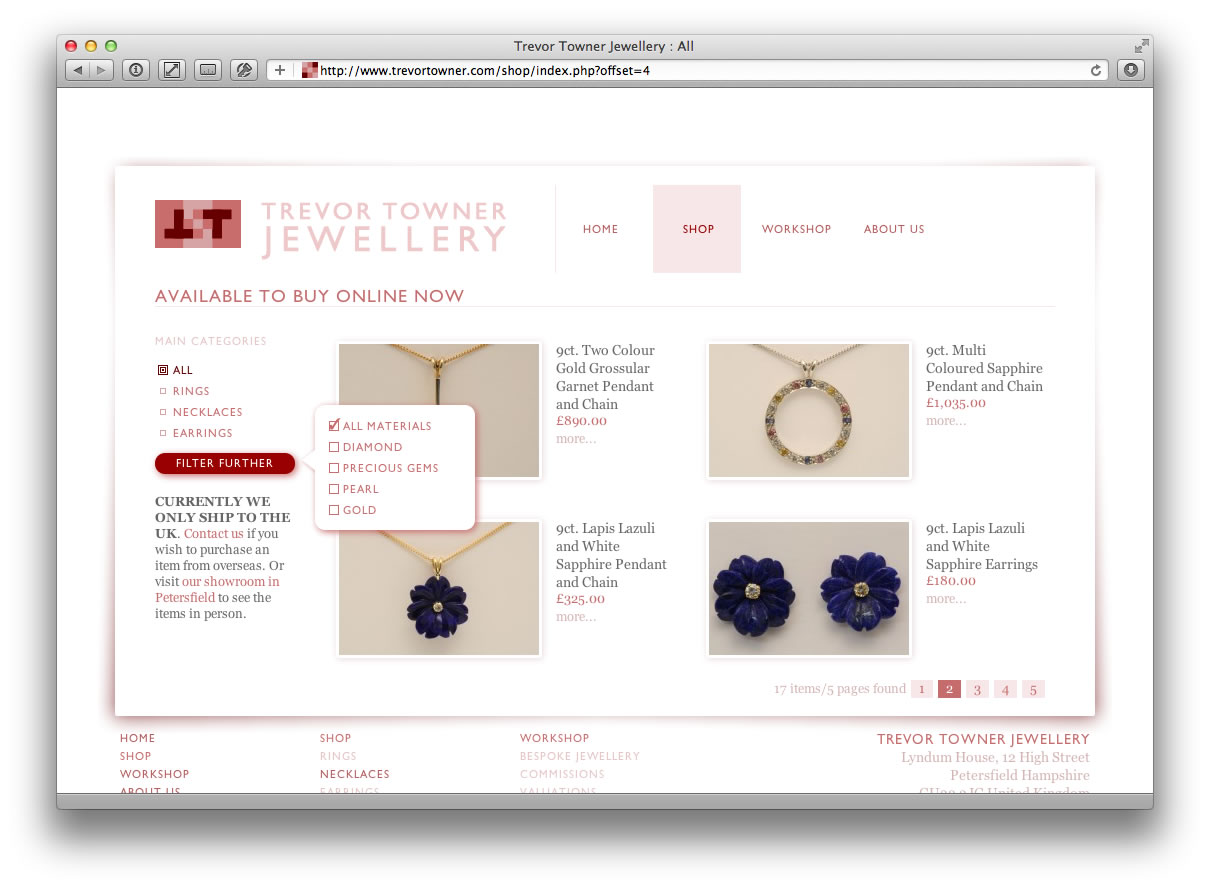 Trevor Towner Jewellery : All
http://www.trevortowner.com/shop/index.php?offset=4
TREVOR TOWNER
JEWELLERY
HOME
SHOP
WORKSHOP
ABOUT US
AVAILABLE TO BUY ONLINE NOW
MAIN CATEGORIES
ALL
RINGS
NECKLACES
EARRINGS
FILTER FURTHER
ALL MATERIALS
DIAMOND
PRECIOUS GEMS
PEARL
GOLD
CURRENTLY WE
ONLY SHIP TO THE
UK. Contact us if you
wish to purchase an
item from overseas. Or
visit our showroom in
Petersfield to see the
items in person.
9ct. Two Colour
Gold Grossular
Garnet Pendant
and Chain
£890.00
more...
9ct. Multi
Coloured Sapphire
Pendant and Chain
£1,035.00
more...
9ct. Lapis Lazuli
and White
Sapphire Pendant
and Chain
£325.00
more...
9ct. Lapis Lazuli
and White
Sapphire Earrings
£180.00
more...
17 items/5 pages found 1 2 3 4 5
HOME
SHOP
WORKSHOP
ABOUT US
SHOP
RINGS
NECKLACES
EARRINGS
WORKSHOP
BESPOKE JEWELLERY
COMMISSIONS
VALUATIONS
TREVOR TOWNER JEWELLERY
Lyndum House, 12 High Street
Petersfield Hampshire
United Kingdom